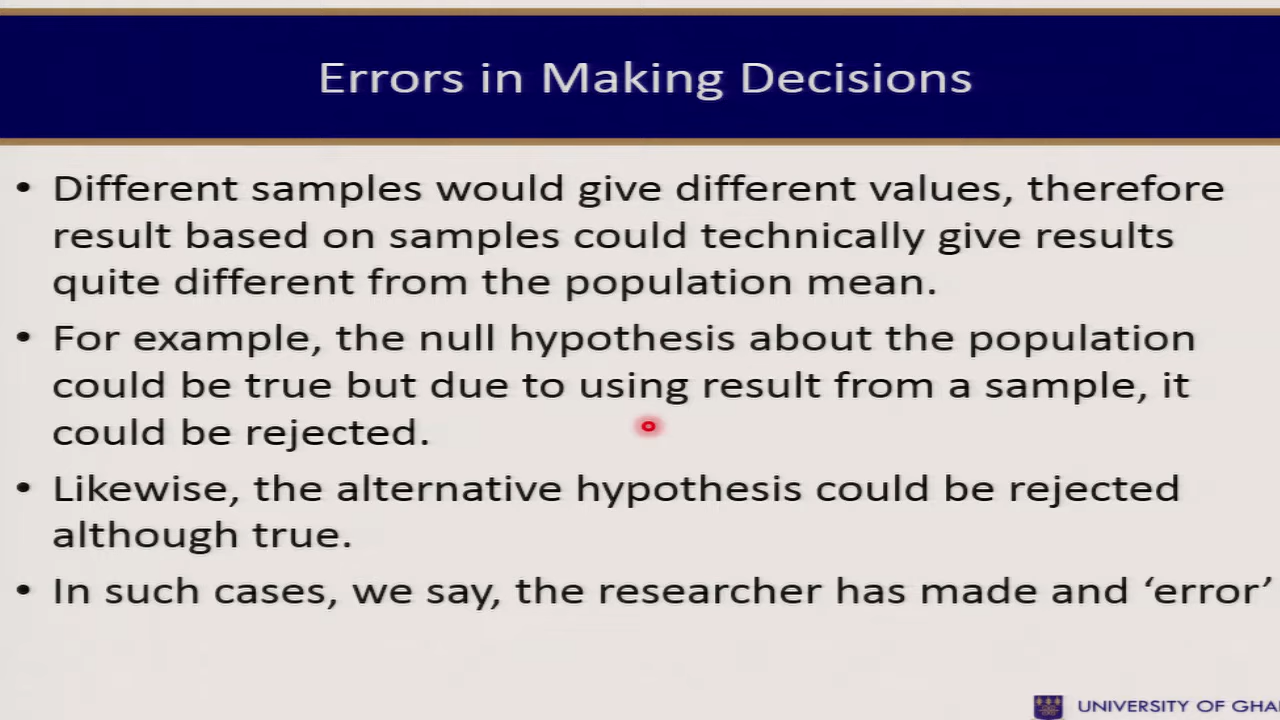 Errors in Making Decisions
• Different samples would give different values, therefore
result based on samples could technically give results
quite different from the population mean.
• For example, the null hypothesis about the population
could be true but due to using result from a sample, it
could be rejected.
• Likewise, the alternative hypothesis could be rejected
although true.
• In such cases, we say, the researcher has made and ‘error’
UNIVERSITY OF GHA